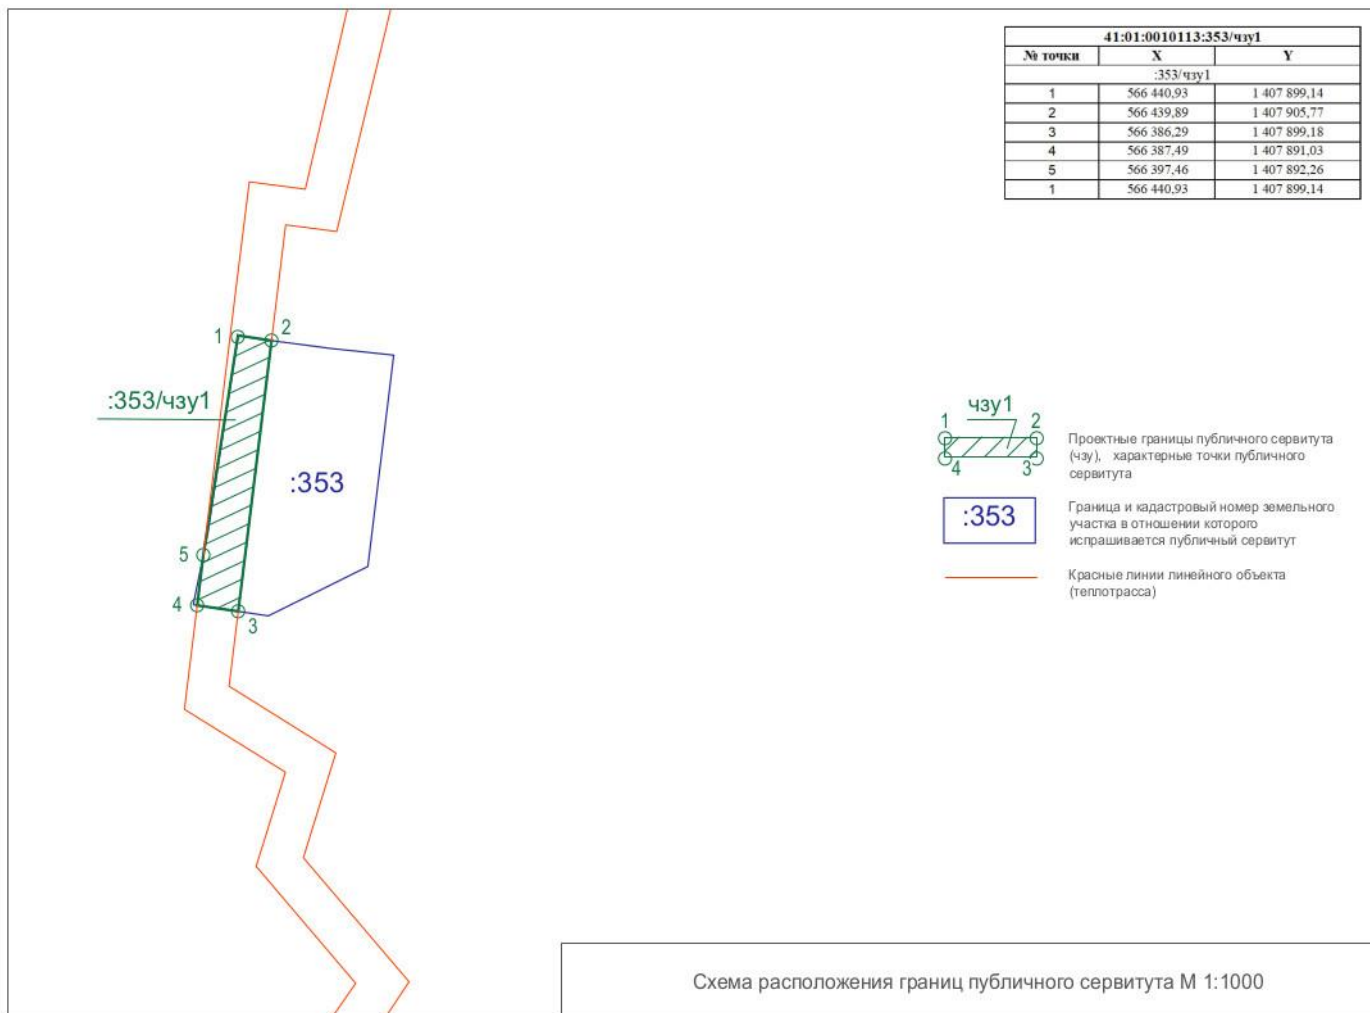 41:01:0010113:353/чзу1
№ точки X Y
:353/чзу1
1 566 440,93 1 407 899,14
2 566 439,89 1 407 905,77
3 566 386,29 1 407 899,18
4 566 387,49 1 407 891,03
5 566 397,46 1 407 892,26
1 566 440,93 1 407 899,14
1
2
:353/чзу1
:353
5
4
3
чзу1
1 2
4 3
Проектные границы публичного сервитута
(чзу), характерные точки публичного
сервитута
:353
Граница и кадастровый номер земельного
участка в отношении которого
испрашивается публичный сервитут
Красные линии линейного объекта
(теплотрасса)
Схема расположения границ публичного сервитута М 1:1000